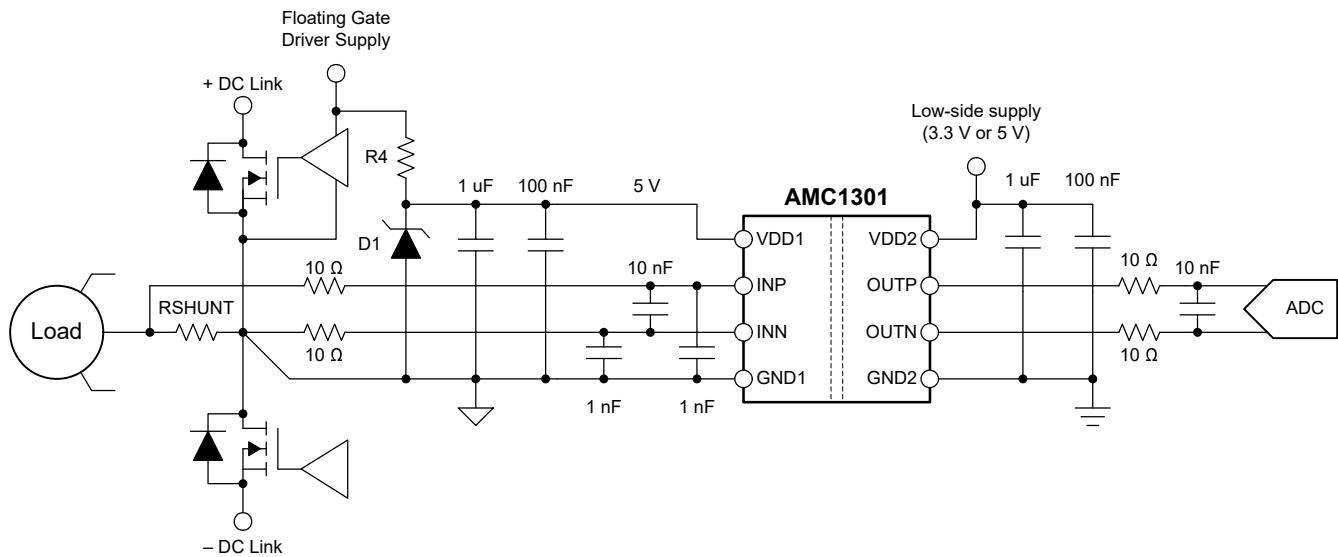 Floating Gate
Driver Supply
+ DC Link
Low-side supply
(3.3 V or 5 V)
R4
1 uF
100 nF
5 V
AMC1301
1 uF
100 nF
D1
VDD1
VDD2
10 Ω
10 nF
INP
OUTP
10 Ω
10 nF
RSHUNT
Load
INN
OUTN
ADC
10 Ω
10 Ω
GND1
GND2
1 nF
1 nF
– DC Link